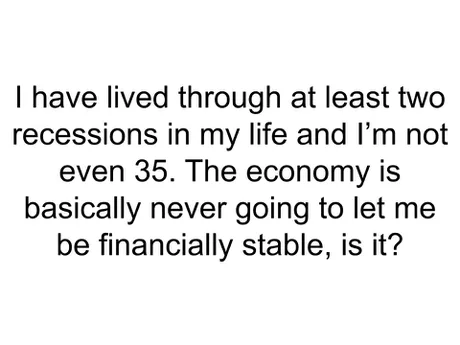 I have lived through at least two
recessions in my life and I’m not
even 35. The economy is
basically never going to let me
be financially stable, is it?